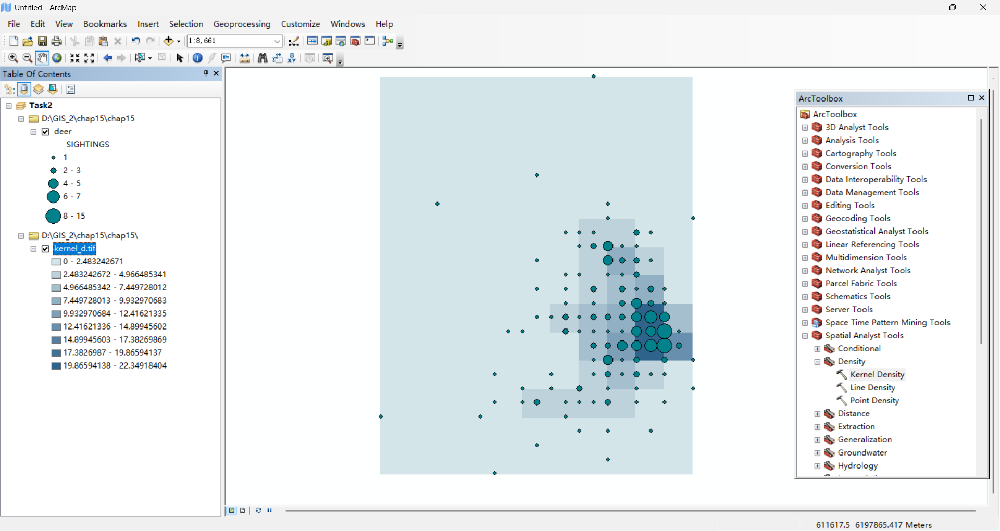 Untitled - ArcMap
File Edit View Bookmarks Insert Selection Geoprocessing Customize Windows Help
1:8,661
Table Of Contents
Task2
D:\GIS_2\chap15\chap15
deer
SIGHTINGS
1
2 - 3
4 - 5
6 - 7
8 - 15
D:\GIS_2\chap15\chap15\
kernel_d.tif
0 - 2.483242671
2.483242672 - 4.966485341
4.966485342 - 7.449728012
7.449728013 - 9.932970683
9.932970684 - 12.41621335
12.41621336 - 14.89945602
14.89945603 - 17.38269869
17.3826987 - 19.86594137
19.86594138 - 22.34918404
ArcToolbox
ArcToolbox
3D Analyst Tools
Analysis Tools
Cartography Tools
Conversion Tools
Data Interoperability Tools
Data Management Tools
Editing Tools
Geocoding Tools
Geostatistical Analyst Tools
Linear Referencing Tools
Multidimension Tools
Network Analyst Tools
Parcel Fabric Tools
Schematics Tools
Server Tools
Space Time Pattern Mining Tools
Spatial Analyst Tools
Conditional
Density
Kernel Density
Line Density
Point Density
Distance
Extraction
Generalization
Groundwater
Hydrology
611617.5 6197865.417 Meters